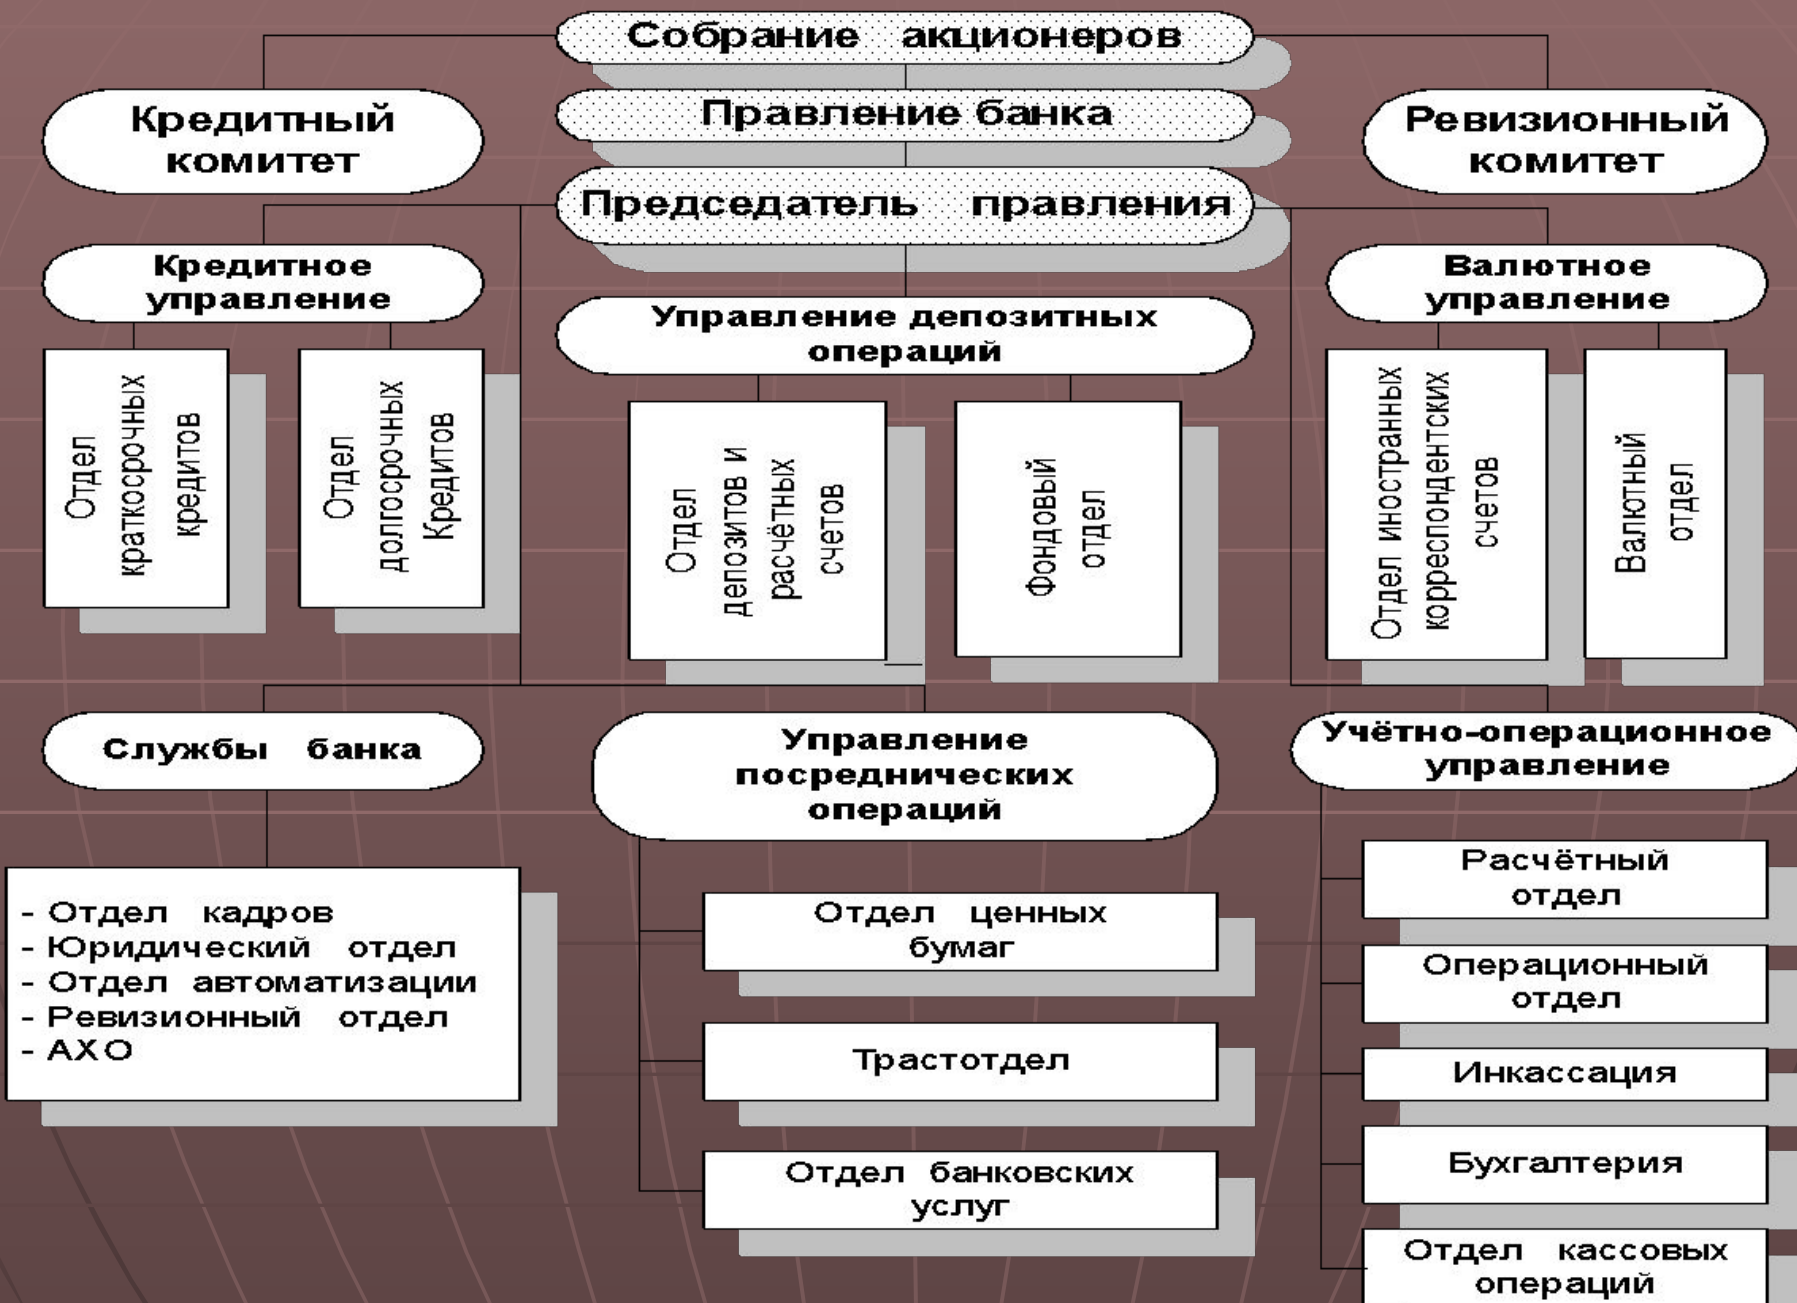 Собрание акционеров
Кредитный
комитет
Правление банка
Ревизионный
комитет
Председатель правления
Кредитное
управление
Управление депозитных
операций
Валютное
управление
Отдел
краткосрочных
кредитов
Отдел
долгосрочных
Кредитов
Отдел
депозитов и
расчётных
счетов
Фондовый
отдел
Отдел иностранных
корреспондентских
счетов
Валютный
отдел
Службы банка
Управление
посреднических
операций
Учётно-операционное
управление
- Отдел кадров
- Юридический отдел
- Отдел автоматизации
- Ревизионный отдел
- АХО
Отдел ценных
бумаг
Трастотдел
Отдел банковских
услуг
Расчётный
отдел
Операционный
отдел
Инкассация
Бухгалтерия
Отдел кассовых
операций